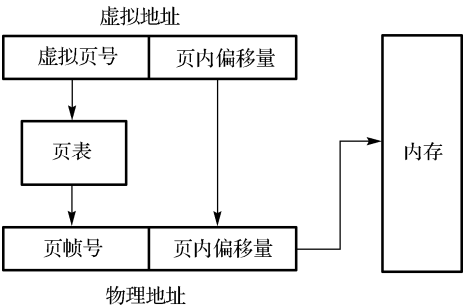 虚拟地址
虚拟页号 页内偏移量
页表
内存
页帧号 页内偏移量
物理地址